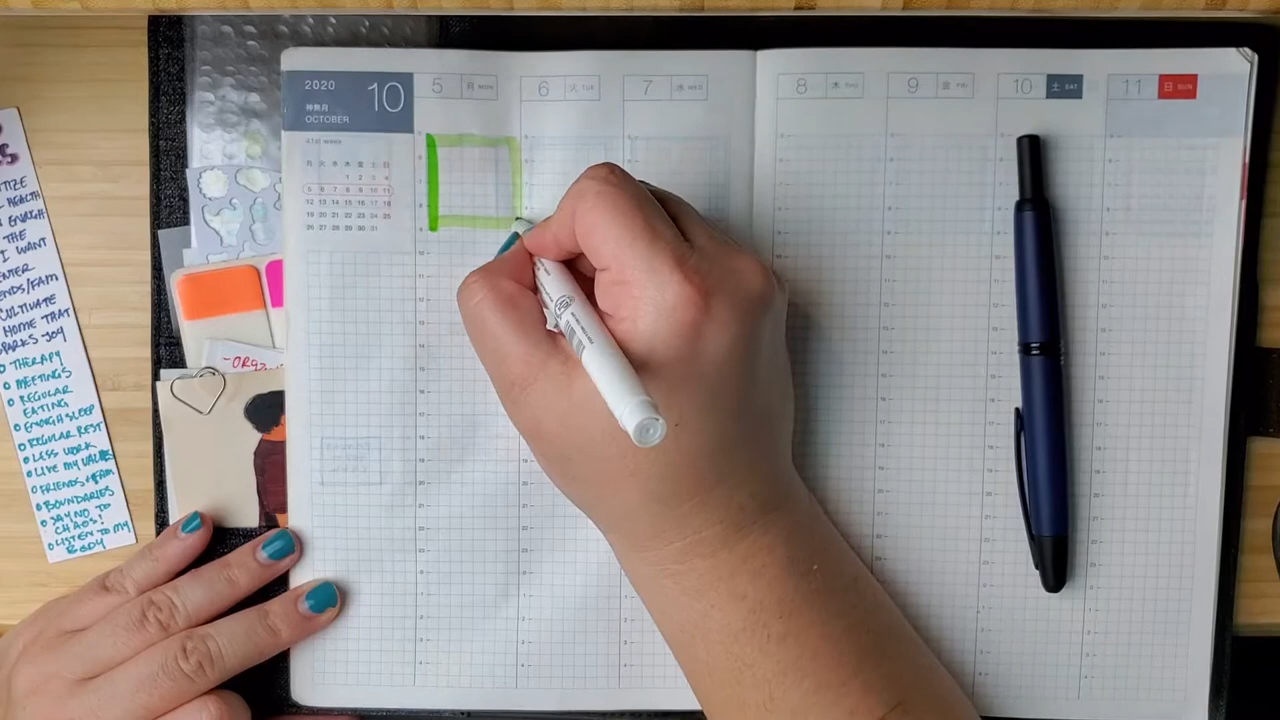 TIZE
HEALTH
ENOUGH
THE
I WANT
ENTER
ENDS/FAM
CULTIVATE
HOME THAT
SPARKS JOY
O THERAPY
O MEETINGS
O REGULAR
EATING
O ENOUGH SLEEP
O REGULAR REST
O LESS WORK
O LIVE MY VALUES
O FRIENDS + FAM
O BOUNDARIES
O SAY NO TO
CHAOS!
O LISTEN TO MY
BODY
2020
10
神無月
OCTOBER
41st week
月 火 水 木 金 土 日
1 2 3 4
5 6 7 8 9 10 11
12 13 14 15 16 17 18
19 20 21 22 23 24 25
26 27 28 29 30 31
5 月 MON
6 火 TUE
7 水 WED
8 木 THU
9 金 FRI
10 土 SAT
11 日 SUN